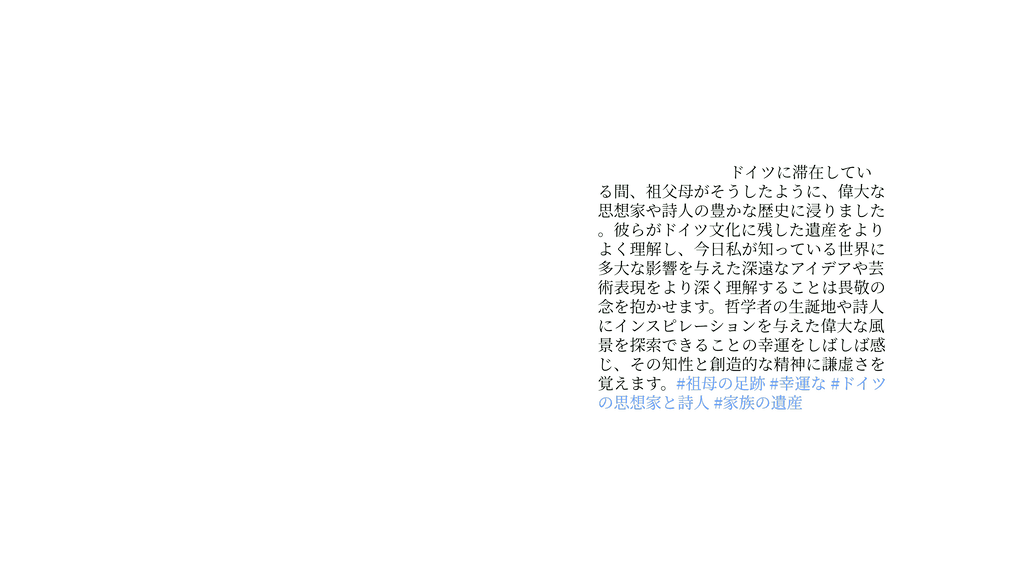 ドイツに滞在してい
る間、祖父母がそうしたように、偉大な
思想家や詩人の豊かな歴史に浸りました
。彼らがドイツ文化に残した遺産をより
よく理解し、今日私が知っている世界に
多大な影響を与えた深遠なアイデアや芸
術表現をより深く理解することは畏敬の
念を抱かせます。哲学者の生誕地や詩人
にインスピレーションを与えた偉大な風
景を探索できることの幸運をしばしば感
じ、その知性と創造的な精神に謙虚さを
覚えます。#祖母の足跡 #幸運な #ドイツ
の思想家と詩人 #家族の遺産